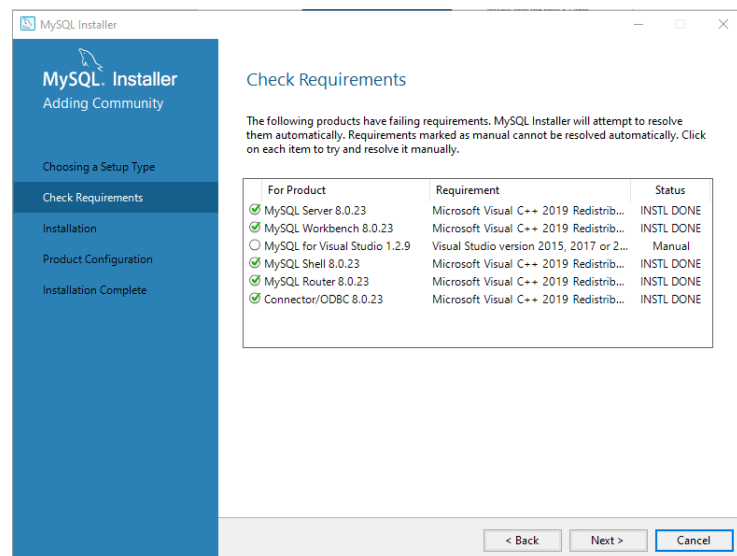 MySQL Installer
MySQL. Installer
Adding Community
Choosing a Setup Type
Check Requirements
Installation
Product Configuration
Installation Complete
Check Requirements
The following products have failing requirements. MySQL Installer will attempt to resolve
them automatically. Requirements marked as manual cannot be resolved automatically. Click
on each item to try and resolve it manually.
For Product Requirement Status
MySQL Server 8.0.23 Microsoft Visual C++ 2019 Redistrib... INSTL DONE
MySQL Workbench 8.0.23 Microsoft Visual C++ 2019 Redistrib... INSTL DONE
MySQL for Visual Studio 1.2.9 Visual Studio version 2015, 2017 or 2... Manual
MySQL Shell 8.0.23 Microsoft Visual C++ 2019 Redistrib... INSTL DONE
MySQL Router 8.0.23 Microsoft Visual C++ 2019 Redistrib... INSTL DONE
Connector/ODBC 8.0.23 Microsoft Visual C++ 2019 Redistrib... INSTL DONE
< Back Next > Cancel